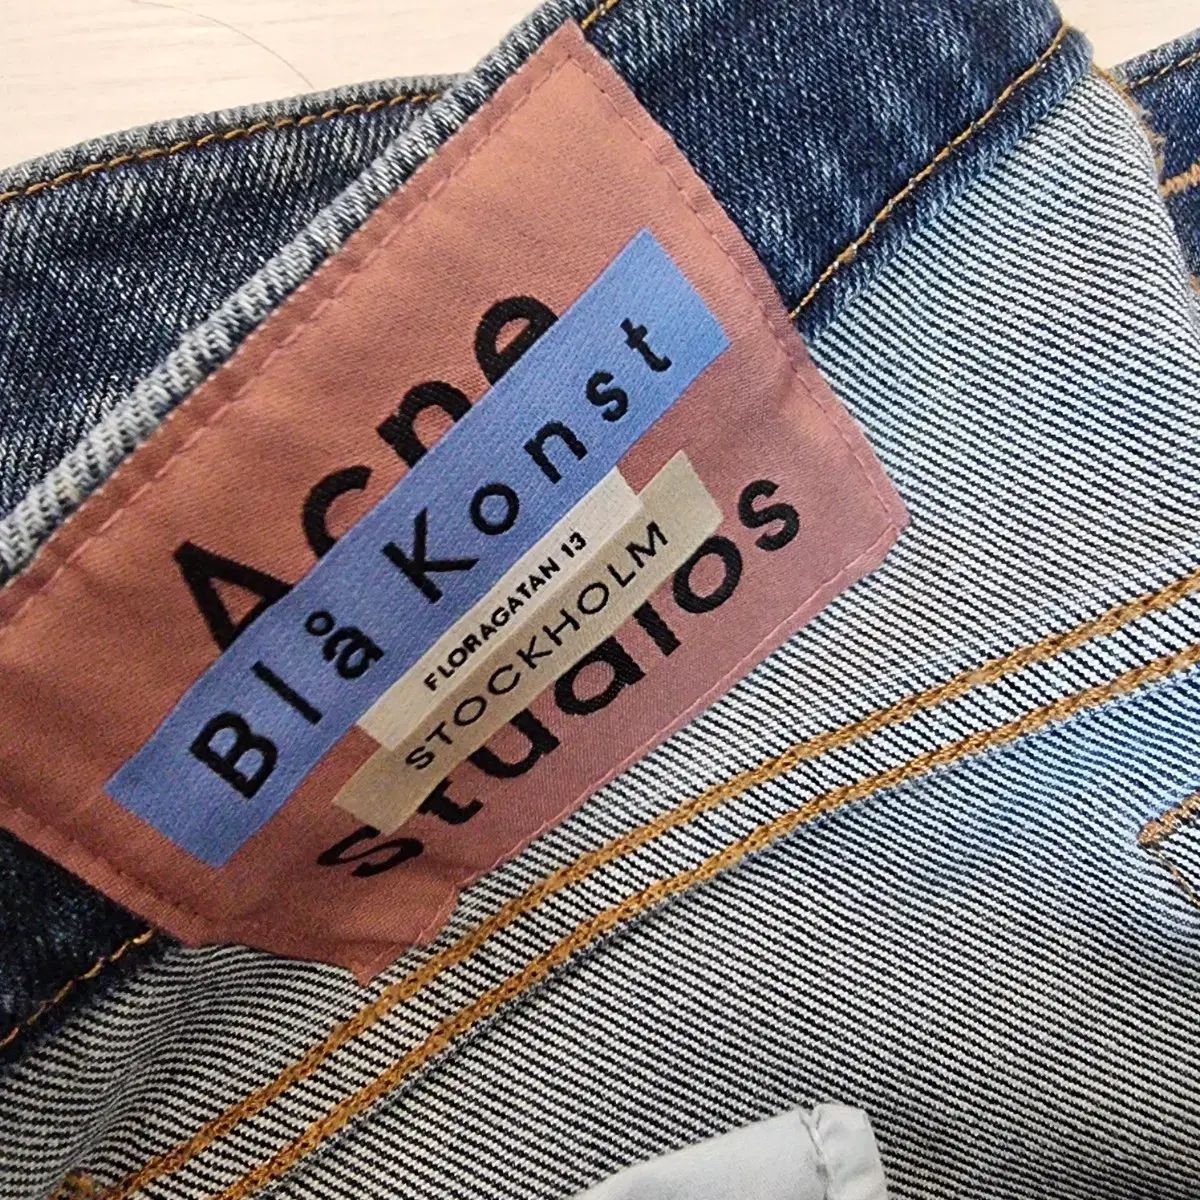 Acne
Blå Konst
FLORAGATAN 13
STOCKHOLM
Studios